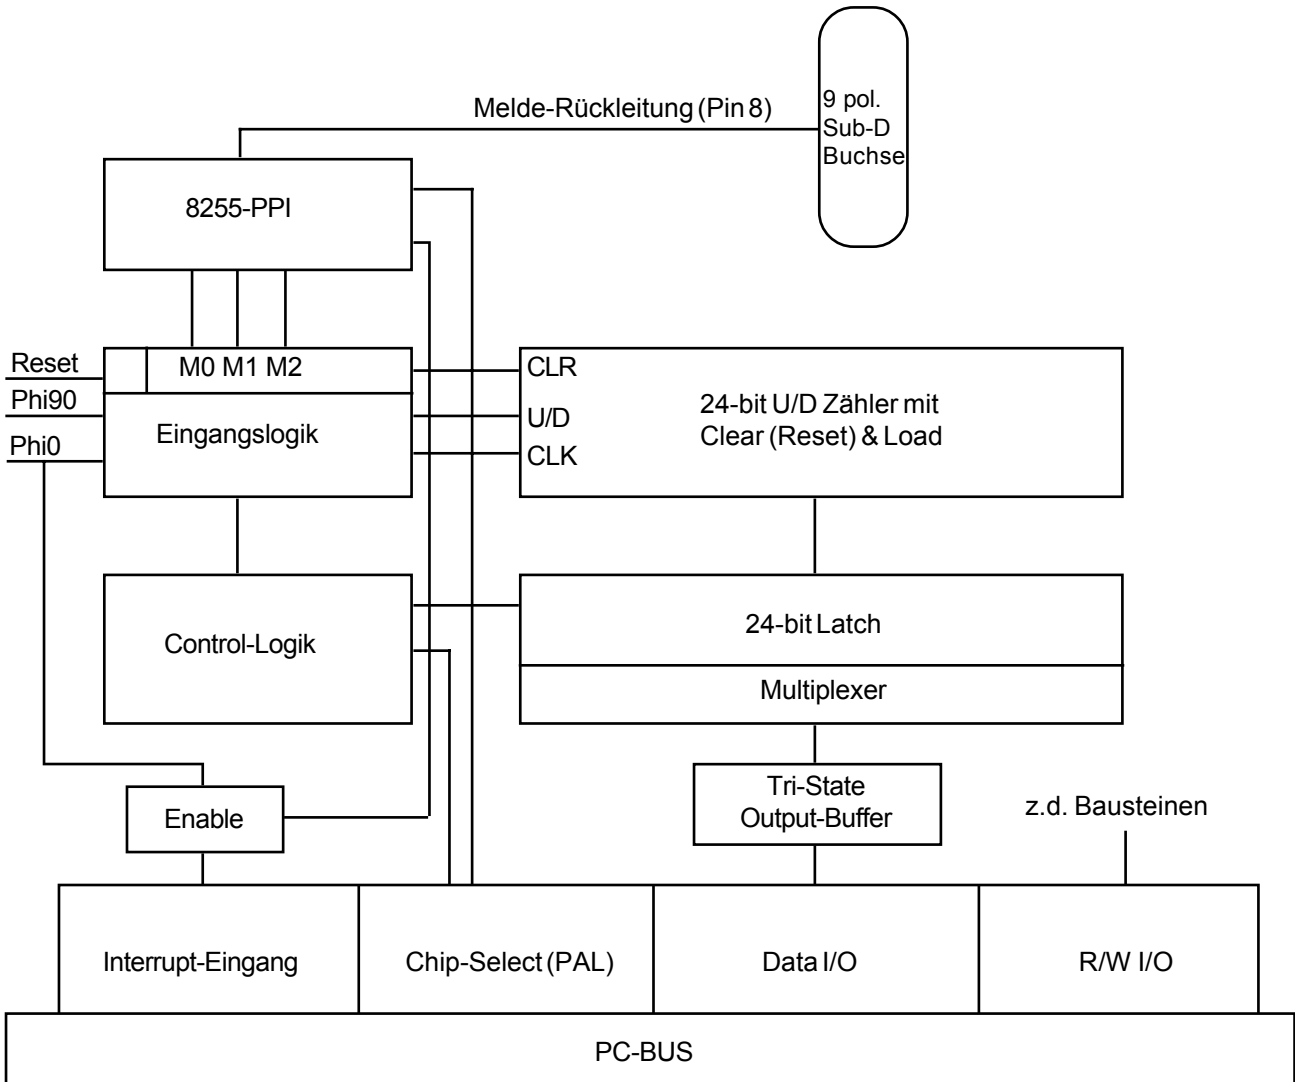 Melde-Rückleitung (Pin 8)
9 pol.
Sub-D
Buchse
8255-PPI
Reset
Phi90
Phi0
M0 M1 M2
Eingangslogik
CLR
U/D
CLK
24-bit U/D Zähler mit
Clear (Reset) & Load
Control-Logik
24-bit Latch
Multiplexer
Enable
Tri-State
Output-Buffer
z.d. Bausteinen
Interrupt-Eingang
Chip-Select (PAL)
Data I/O
R/W I/O
PC-BUS